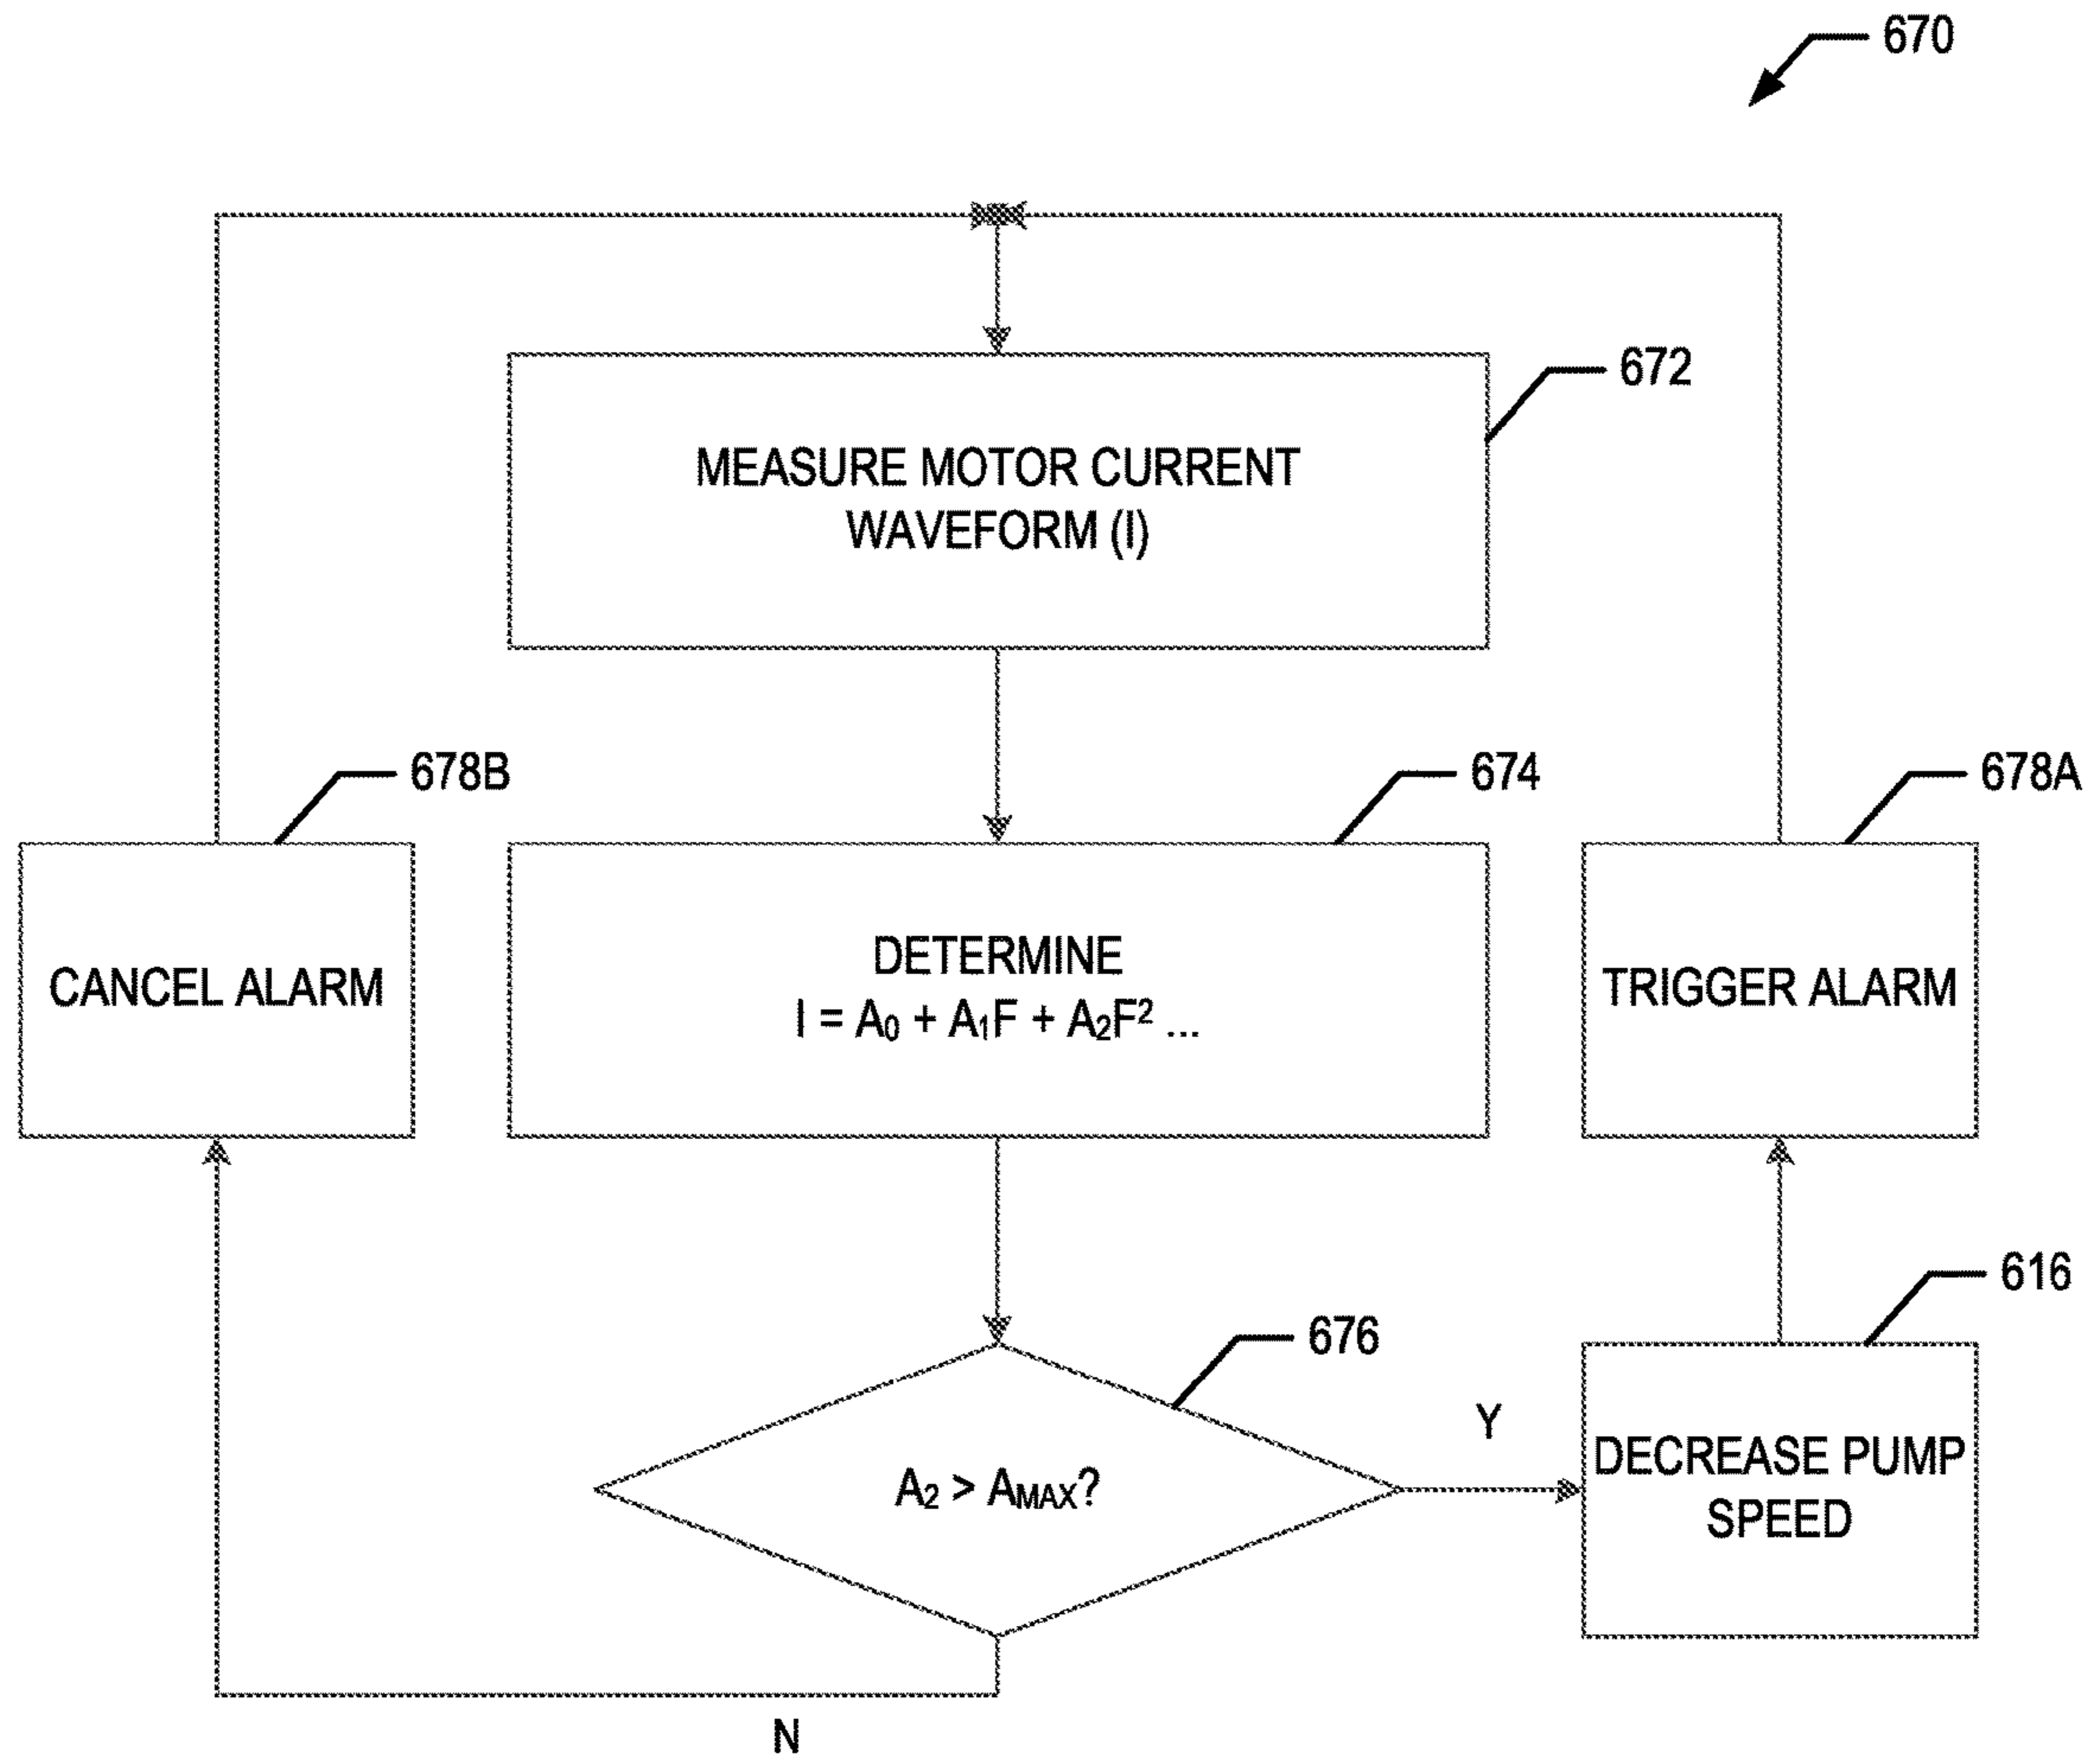 670
672
MEASURE MOTOR CURRENT
WAVEFORM (I)
678B
674
678A
CANCEL ALARM
DETERMINE
I = A₀ + A₁F + A₂F² ...
TRIGGER ALARM
616
676
Y
DECREASE PUMP
SPEED
A₂ > AMAX?
N